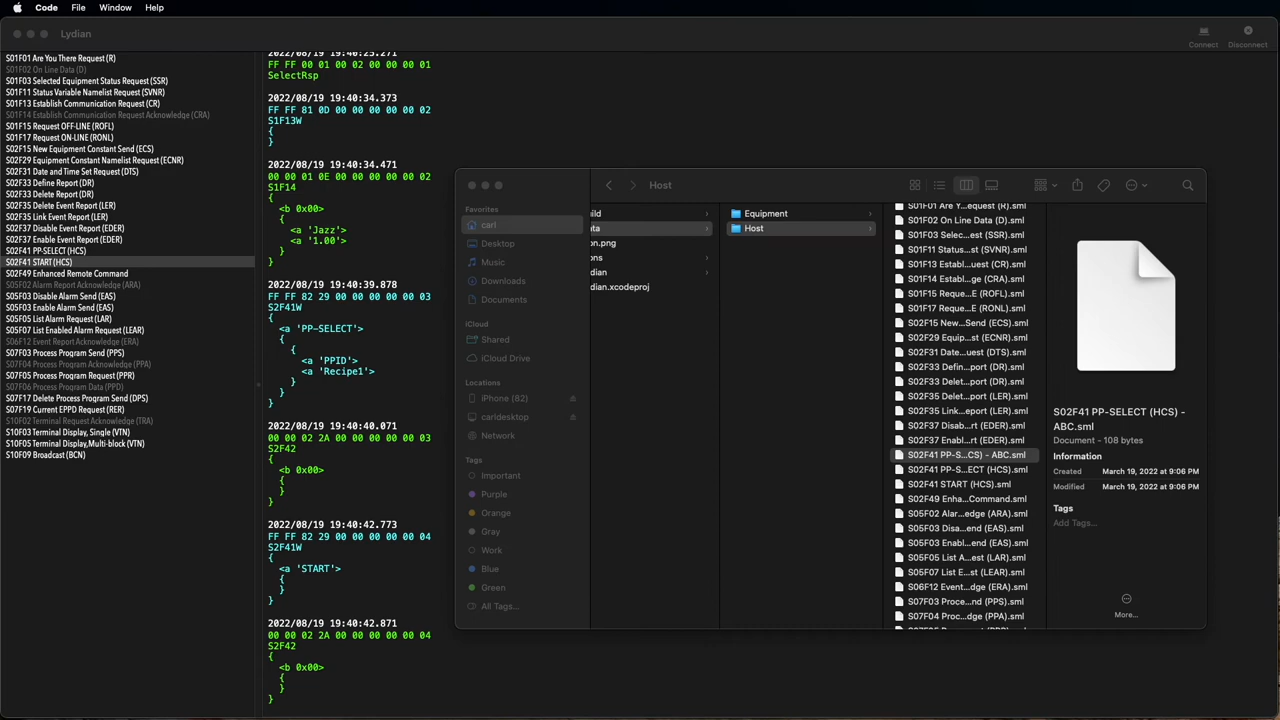 Code File Window Help
Lydian
Connect Disconnect
S01F01 Are You There Request (R)
S01F02 On Line Data (D)
S01F03 Selected Equipment Status Request (SSR)
S01F11 Status Variable Namelist Request (SVNR)
S01F13 Establish Communication Request (CR)
S01F14 Establish Communication Request Acknowledge (CRA)
S01F15 Request OFF-LINE (ROFL)
S01F17 Request ON-LINE (RONL)
S02F15 New Equipment Constant Send (ECS)
S02F29 Equipment Constant Namelist Request (ECNR)
S02F31 Date and Time Set Request (DTS)
S02F33 Define Report (DR)
S02F33 Delete Report (DR)
S02F35 Delete Event Report (LER)
S02F35 Link Event Report (LER)
S02F37 Disable Event Report (EDER)
S02F37 Enable Event Report (EDER)
S02F41 PP-SELECT (HCS)
S02F41 START (HCS)
S02F49 Enhanced Remote Command
S05F02 Alarm Report Acknowledge (ARA)
S05F03 Disable Alarm Send (EAS)
S05F03 Enable Alarm Send (EAS)
S05F05 List Alarm Request (LAR)
S05F07 List Enabled Alarm Request (LEAR)
S06F12 Event Report Acknowledge (ERA)
S07F03 Process Program Send (PPS)
S07F04 Process Program Acknowledge (PPA)
S07F05 Process Program Request (PPR)
S07F06 Process Program Data (PPD)
S07F17 Delete Process Program Send (DPS)
S07F19 Current EPPD Request (RER)
S10F02 Terminal Request Acknowledge (TRA)
S10F03 Terminal Display, Single (VTN)
S10F05 Terminal Display,Multi-block (VTN)
S10F09 Broadcast (BCN)
2022/08/19 19:40:25.271
FF FF 00 01 00 02 00 00 00 01
SelectRsp
2022/08/19 19:40:34.373
FF FF 81 0D 00 00 00 00 00 02
S1F13W
{
}
2022/08/19 19:40:34.471
00 00 01 0E 00 00 00 00 00 02
S1F14
{
<b 0x00>
{
<a 'Jazz'>
<a '1.00'>
}
}
2022/08/19 19:40:39.878
FF FF 82 29 00 00 00 00 00 03
S2F41W
{
<a 'PP-SELECT'>
{
{
<a 'PPID'>
<a 'Recipe1'>
}
}
}
2022/08/19 19:40:40.071
00 00 02 2A 00 00 00 00 00 03
S2F42
{
<b 0x00>
{
}
}
2022/08/19 19:40:42.773
FF FF 82 29 00 00 00 00 00 04
S2F41W
{
<a 'START'>
{
}
}
2022/08/19 19:40:42.871
00 00 02 2A 00 00 00 00 00 04
S2F42
{
<b 0x00>
{
}
}
Host
Favorites
carl
Desktop
Music
Downloads
Documents
iCloud
Shared
iCloud Drive
Locations
iPhone (82)
carldesktop
Network
Tags
Important
Purple
Orange
Gray
Work
Blue
Green
All Tags...
ild
ata
on.png
ons
dian
dian.xcodeproj
Equipment
Host
S01F01 Are Y...equest (R).sml
S01F02 On Line Data (D).sml
S01F03 Selec...est (SSR).sml
S01F11 Status...st (SVNR).sml
S01F13 Establ...uest (CR).sml
S01F14 Establ...ge (CRA).sml
S01F15 Reque...E (ROFL).sml
S01F17 Reque...E (RONL).sml
S02F15 New...Send (ECS).sml
S02F29 Equip...st (ECNR).sml
S02F31 Date...uest (DTS).sml
S02F33 Defin...eport (DR).sml
S02F33 Delet...eport (DR).sml
S02F35 Delet...port (LER).sml
S02F35 Link...eport (LER).sml
S02F37 Disab...rt (EDER).sml
S02F37 Enabl...rt (EDER).sml
S02F41 PP-S...CS) - ABC.sml
S02F41 PP-S...ECT (HCS).sml
S02F41 START (HCS).sml
S02F49 Enha...Command.sml
S05F02 Alar...edge (ARA).sml
S05F03 Disa...end (EAS).sml
S05F03 Enabl...end (EAS).sml
S05F05 List A...est (LAR).sml
S05F07 List E...st (LEAR).sml
S06F12 Event...edge (ERA).sml
S07F03 Proce...nd (PPS).sml
S07F04 Proc...dge (PPA).sml
S02F41 PP-SELECT (HCS) -
ABC.sml
Document - 108 bytes
Information
Created March 19, 2022 at 9:06 PM
Modified March 19, 2022 at 9:06 PM
Tags
Add Tags...
More...